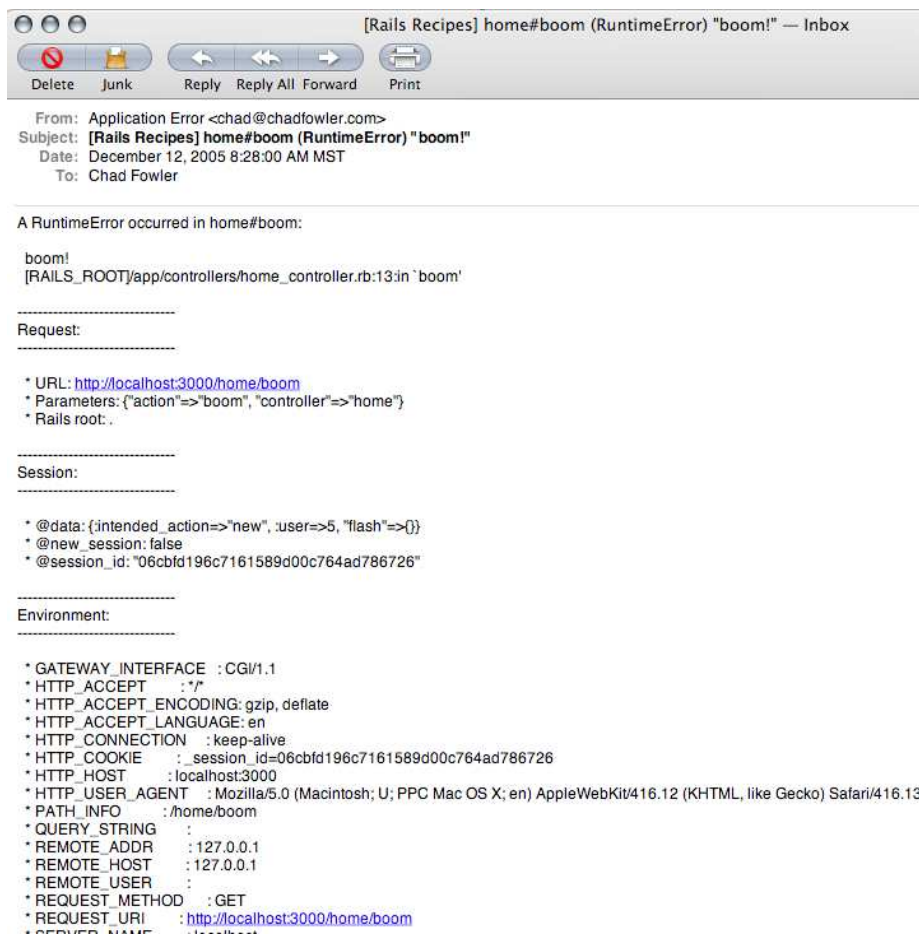 [Rails Recipes] home#boom (RuntimeError) "boom!" — Inbox
Delete Junk Reply Reply All Forward Print
From: Application Error <chad@chadfowler.com>
Subject: [Rails Recipes] home#boom (RuntimeError) "boom!"
Date: December 12, 2005 8:28:00 AM MST
To: Chad Fowler
A RuntimeError occurred in home#boom:
boom!
[RAILS_ROOT]/app/controllers/home_controller.rb:13:in `boom'
-------------------------------
Request:
-------------------------------
* URL: http://localhost:3000/home/boom
* Parameters: {"action"=>"boom", "controller"=>"home"}
* Rails root: .
-------------------------------
Session:
-------------------------------
* @data: {:intended_action=>"new", :user=>5, "flash"=>{}}
* @new_session: false
* @session_id: "06cbfd196c7161589d00c764ad786726"
-------------------------------
Environment:
-------------------------------
* GATEWAY_INTERFACE : CGI/1.1
* HTTP_ACCEPT : */*
* HTTP_ACCEPT_ENCODING: gzip, deflate
* HTTP_ACCEPT_LANGUAGE: en
* HTTP_CONNECTION : keep-alive
* HTTP_COOKIE : _session_id=06cbfd196c7161589d00c764ad786726
* HTTP_HOST : localhost:3000
* HTTP_USER_AGENT : Mozilla/5.0 (Macintosh; U; PPC Mac OS X; en) AppleWebKit/416.12 (KHTML, like Gecko) Safari/416.13
* PATH_INFO : /home/boom
* QUERY_STRING :
* REMOTE_ADDR : 127.0.0.1
* REMOTE_HOST : 127.0.0.1
* REMOTE_USER :
* REQUEST_METHOD : GET
* REQUEST_URI : http://localhost:3000/home/boom
* SERVER_NAME : localhost